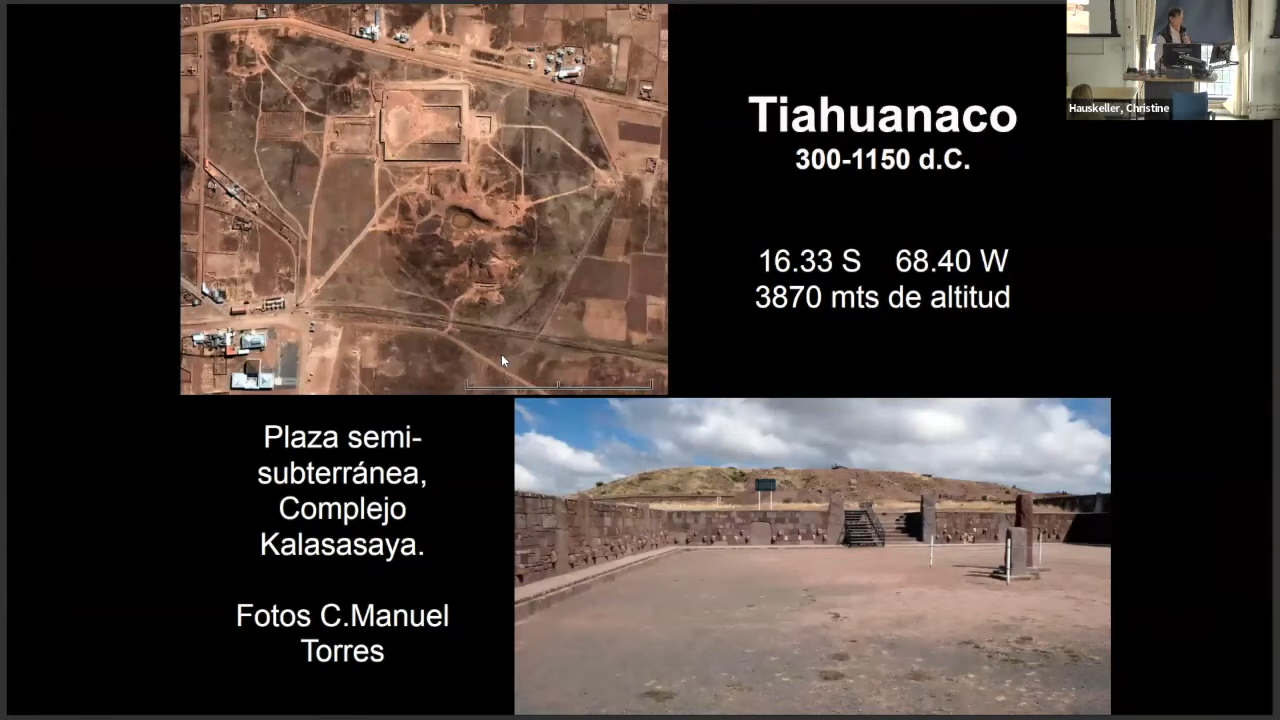 Tiahuanaco
300-1150 d.C.
Hauskeller, Christine
16.33 S 68.40 W
3870 mts de altitud
Plaza semi-
subterránea,
Complejo
Kalasasaya.
Fotos C.Manuel
Torres